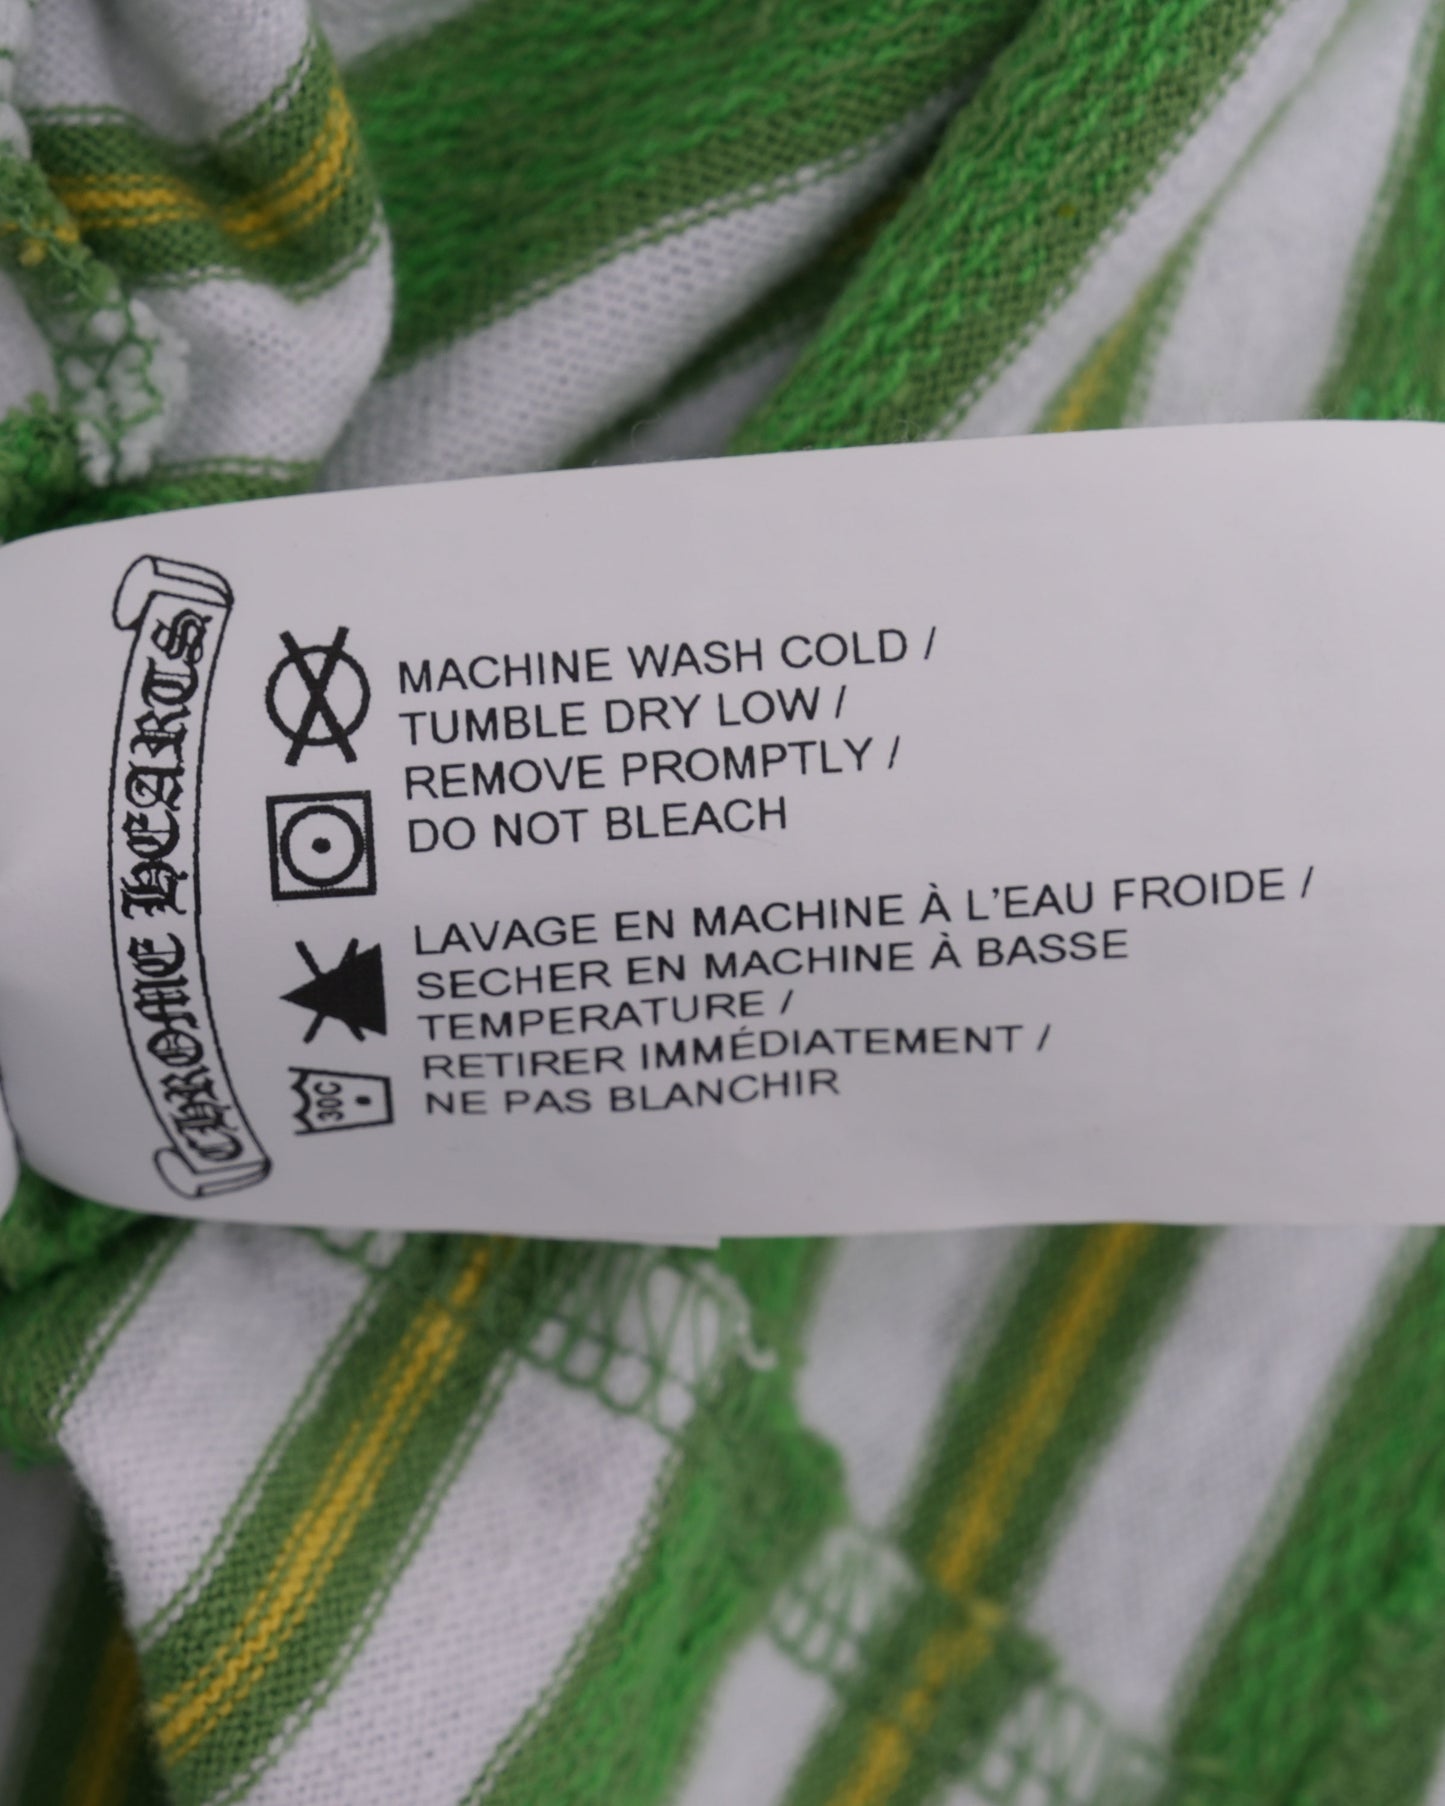 CHROME HEARTS
MACHINE WASH COLD /
TUMBLE DRY LOW /
REMOVE PROMPTLY /
DO NOT BLEACH
LAVAGE EN MACHINE À L'EAU FROIDE /
SECHER EN MACHINE À BASSE
TEMPERATURE /
RETIRER IMMÉDIATEMENT /
NE PAS BLANCHIR
30C